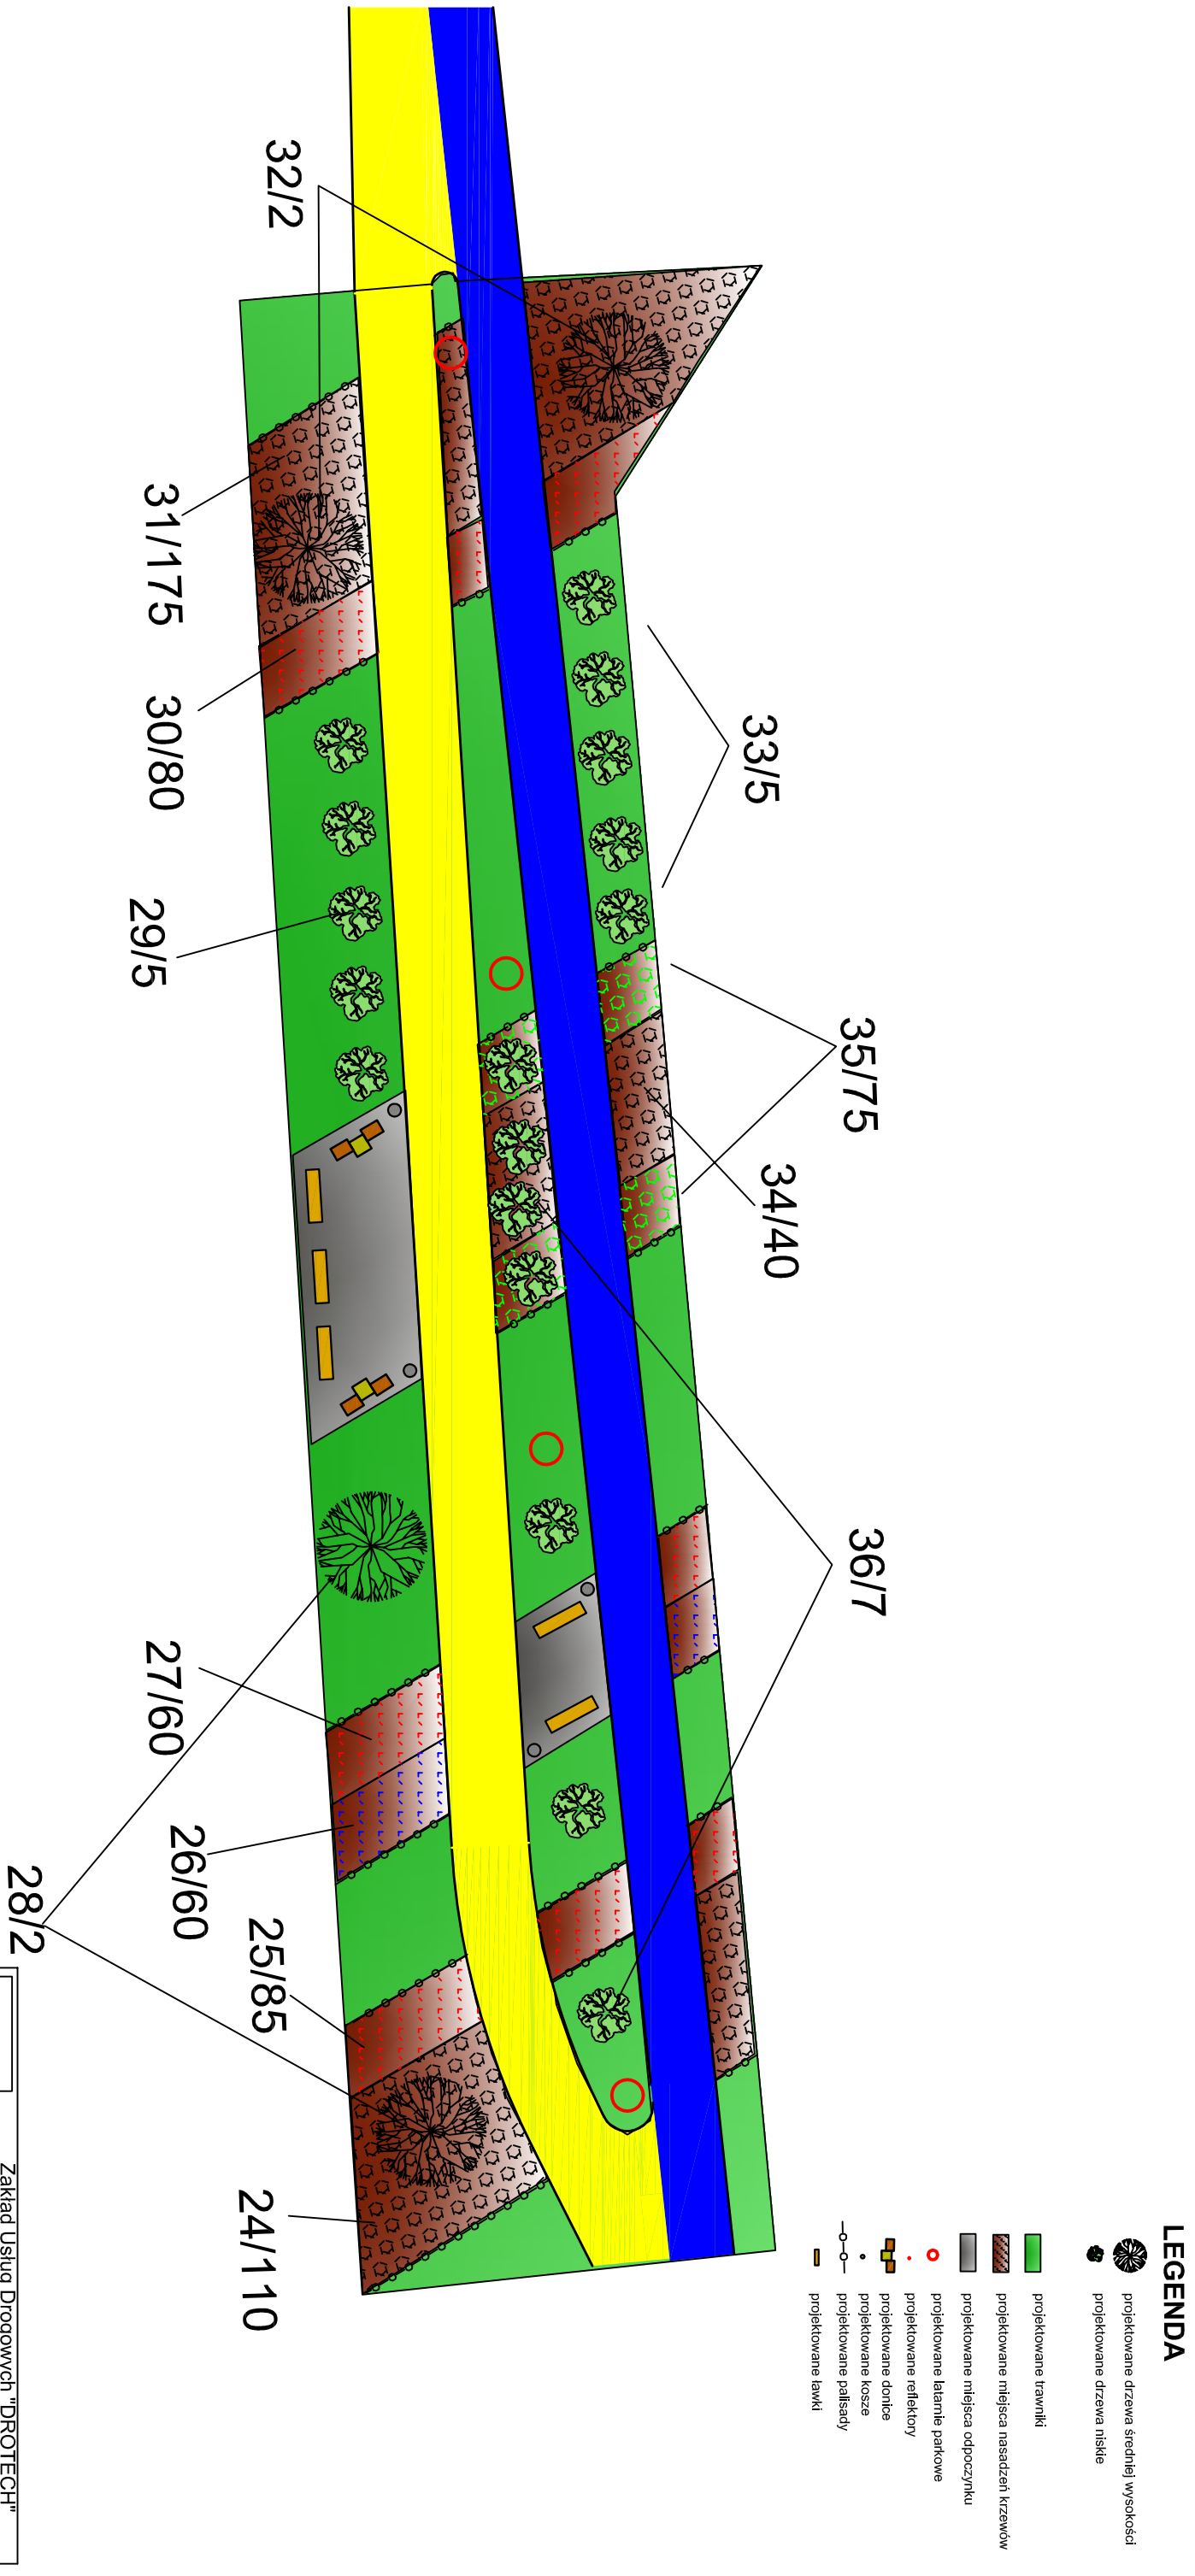 LEGENDA
projektowane drzewa średniej wysokości
projektowane drzewa niskie
projektowane trawniki
projektowane miejsca nasadzeń krzewów
projektowane miejsca odpoczynku
projektowane latarnie parkowe
projektowane reflektory
projektowane donice
projektowane kosze
projektowane palisady
projektowane ławki
32/2
33/5
35/75
34/40
36/7
31/175
30/80
29/5
27/60
26/60
28/2
25/85
24/110
Zakład Usług Drogowych "DROTECH"